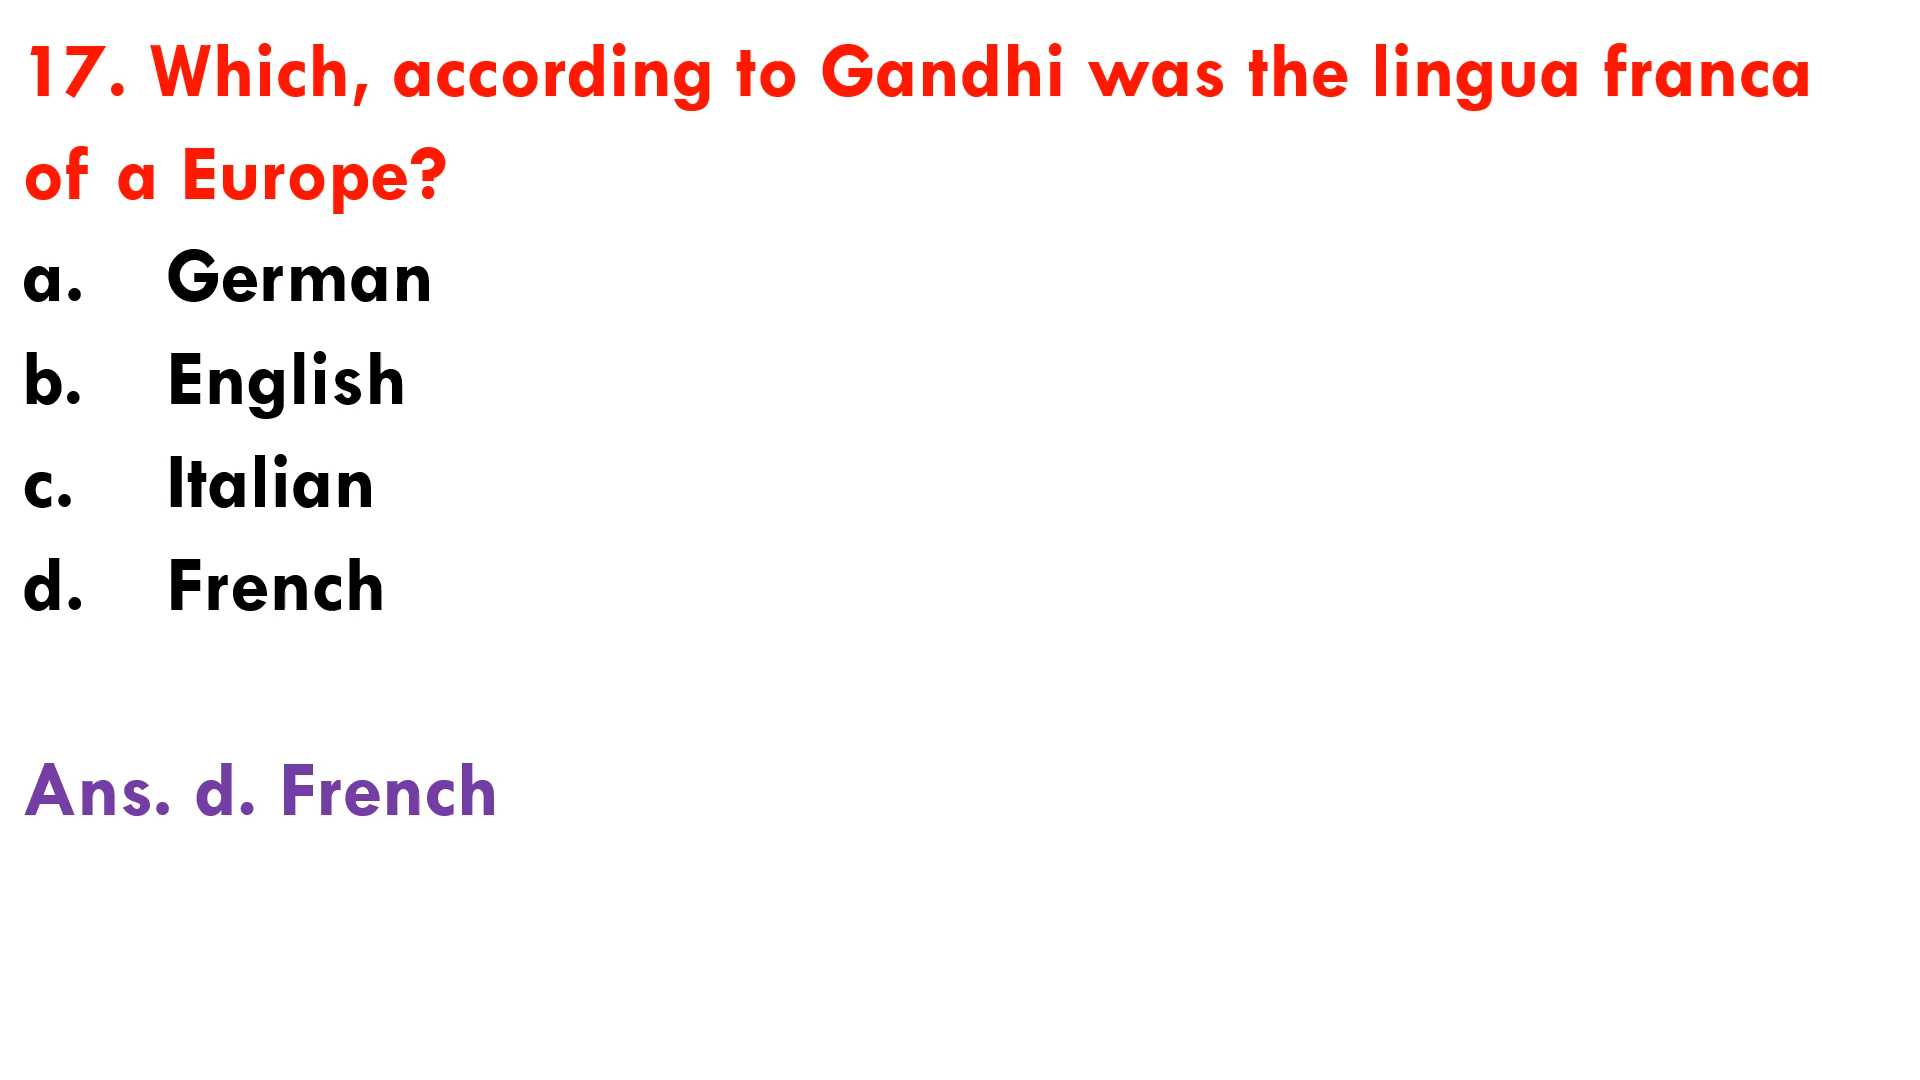 17. Which, according to Gandhi was the lingua franca
of a Europe?
a. German
b. English
c. Italian
d. French
Ans. d. French